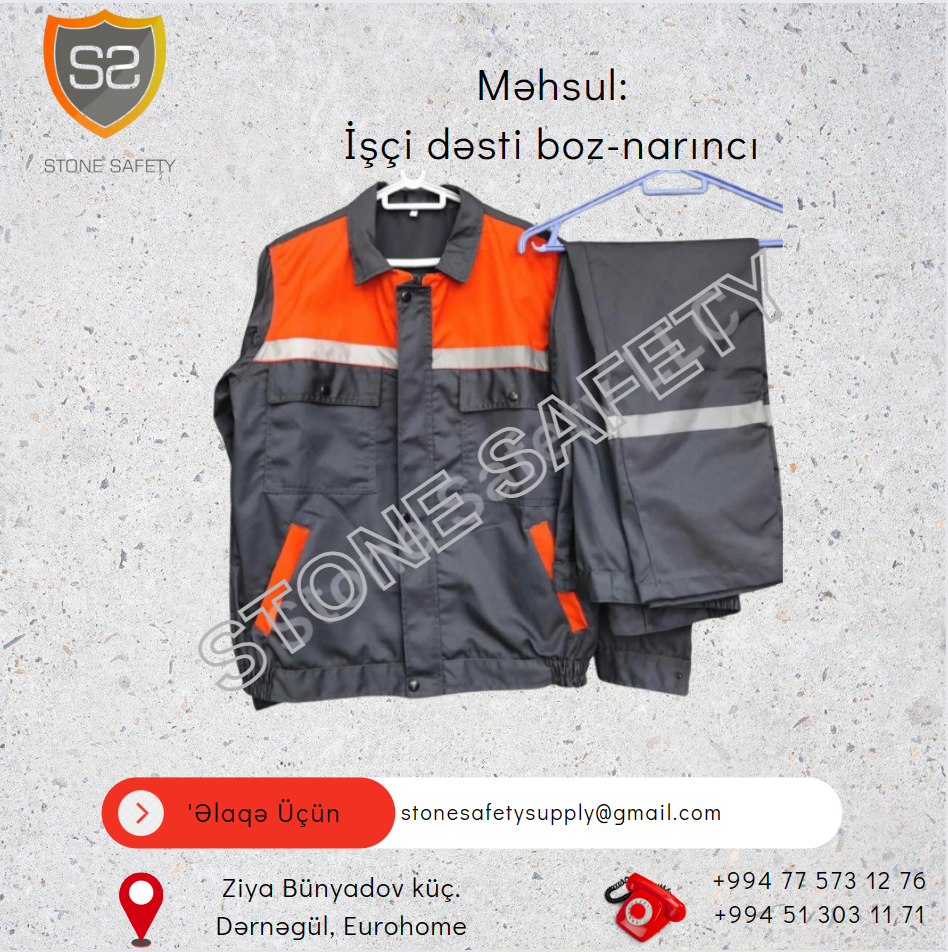 SS
STONE SAFETY
Məhsul:
İşçi dəsti boz-narıncı
STONE SAFETY
'Əlaqə Üçün
stonesafetysupply@gmail.com
Ziya Bünyadov küç.
Dərnəgül, Eurohome
+994 77 573 12 76
+994 51 303 11 71